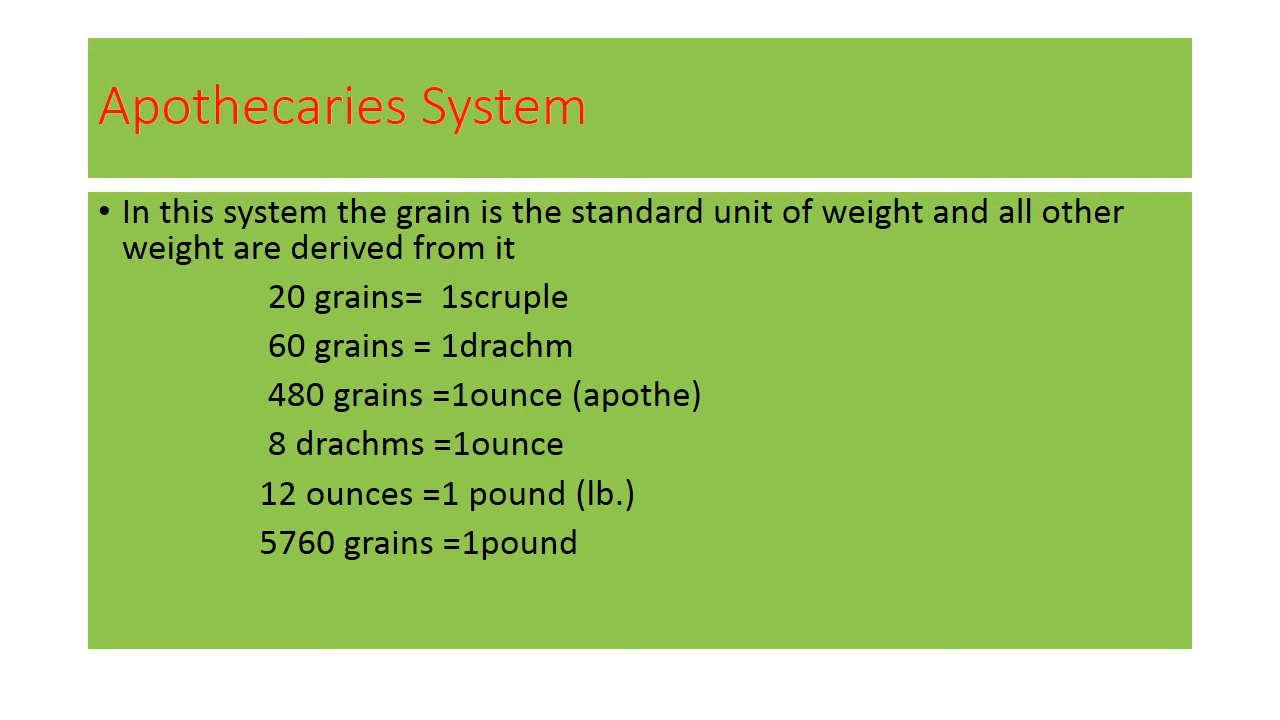 Apothecaries System
• In this system the grain is the standard unit of weight and all other
weight are derived from it
20 grains=  1scruple
60 grains = 1drachm
480 grains =1ounce (apothe)
8 drachms =1ounce
12 ounces =1 pound (lb.)
5760 grains =1pound